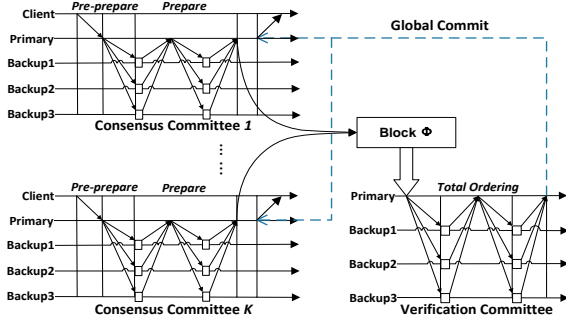 Pre-prepare Prepare
Client
Primary
Backup1
Backup2
Backup3
Consensus Committee 1
Global Commit
Block Φ
Pre-prepare Prepare
Client
Primary
Backup1
Backup2
Backup3
Consensus Committee K
Total Ordering
Primary
Backup1
Backup2
Backup3
Verification Committee